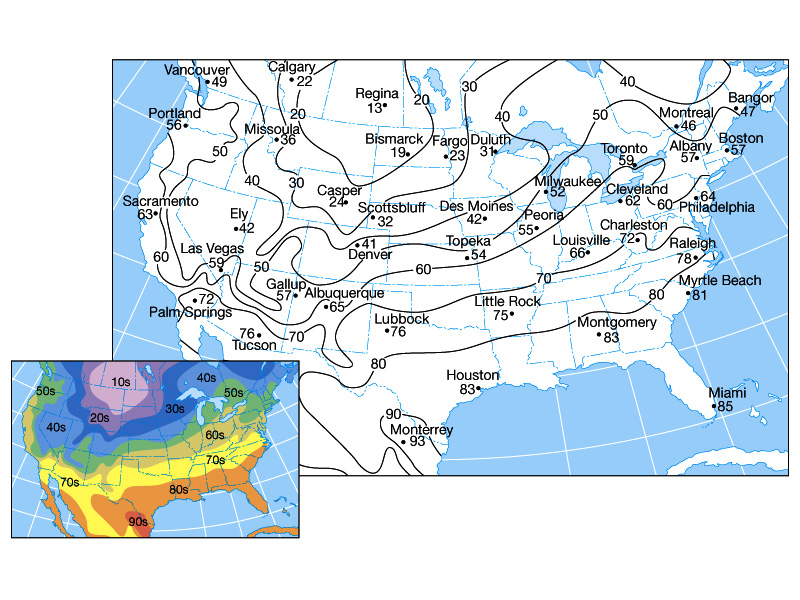 Vancouver
49
Calgary
22
Regina
13
20
30
40
40
50
Bangor
47
Portland
56
20
Missoula
36
Montreal
46
Bismarck
19
Fargo
23
Duluth
31
Boston
57
Albany
57
Toronto
59
50
40
30
Casper
24
Milwaukee
52
Cleveland
62
60
64
Philadelphia
Sacramento
63
Ely
42
Scottsbluff
32
Des Moines
42
Peoria
55
Charleston
72
Las Vegas
59
41
Denver
Topeka
54
Louisville
66
Raleigh
78
60
50
60
70
Gallup
57
Albuquerque
65
Myrtle Beach
81
72
Palm Springs
Little Rock
75
80
76
Tucson
70
Lubbock
76
Montgomery
83
80
Houston
83
Miami
85
90
Monterrey
93
10s
40s
50s
50s
20s
30s
40s
60s
70s
70s
80s
90s